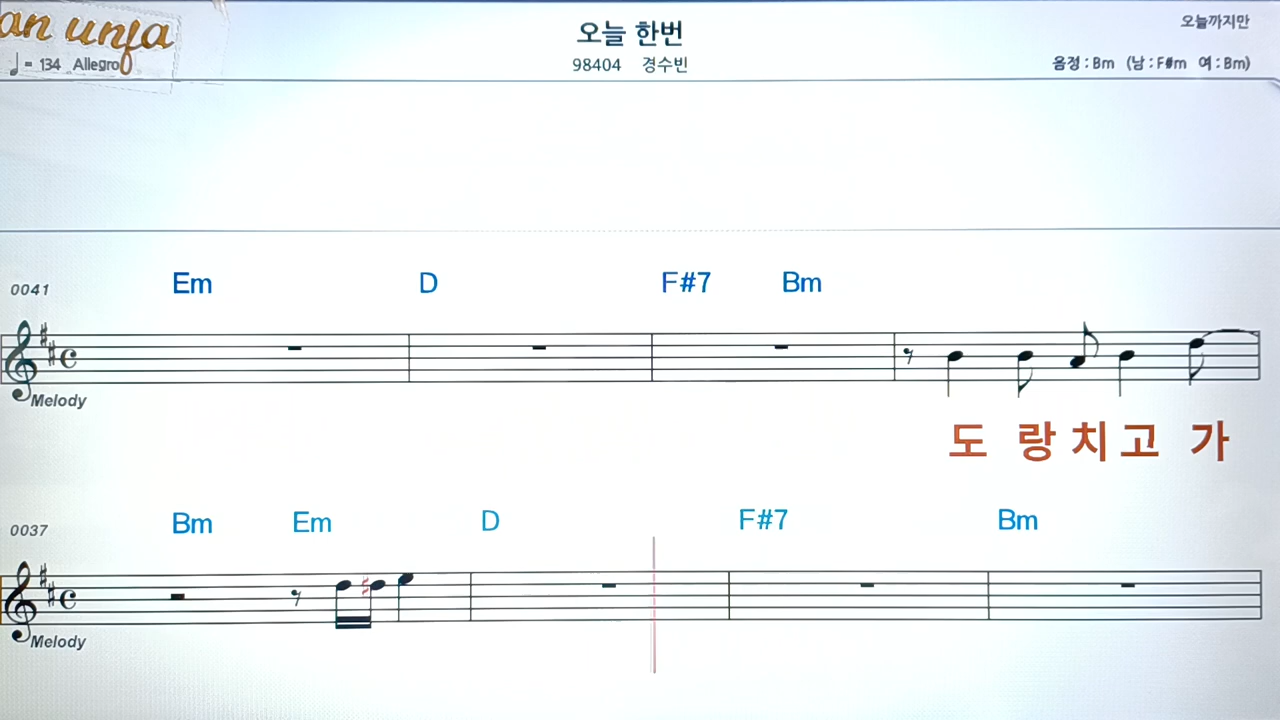 an unfa
♩= 134 Allegro
오늘 한번
98404 경수빈
오늘까지만
음정 : Bm (남 : F#m 여 : Bm)
0041
Em D F#7 Bm
Melody
도 랑 치 고 가
0037
Bm Em D F#7 Bm
Melody